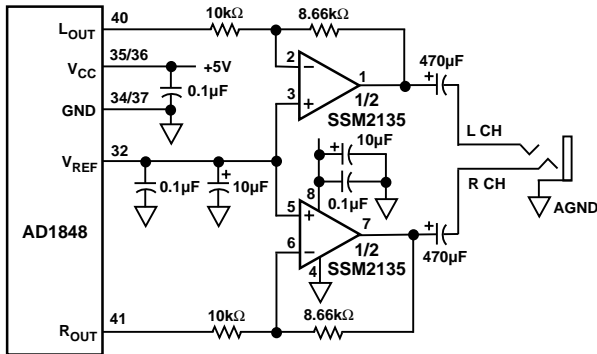 40
10kΩ
8.66kΩ
LOUT
35/36
2
470µF
VCC
+5V
1
0.1µF
GND
34/37
3
1/2
SSM2135
L CH
VREF
32
10µF
0.1µF
10µF
8
0.1µF
R CH
AGND
5
7
AD1848
6
1/2
SSM2135
4
470µF
10kΩ
8.66kΩ
ROUT
41